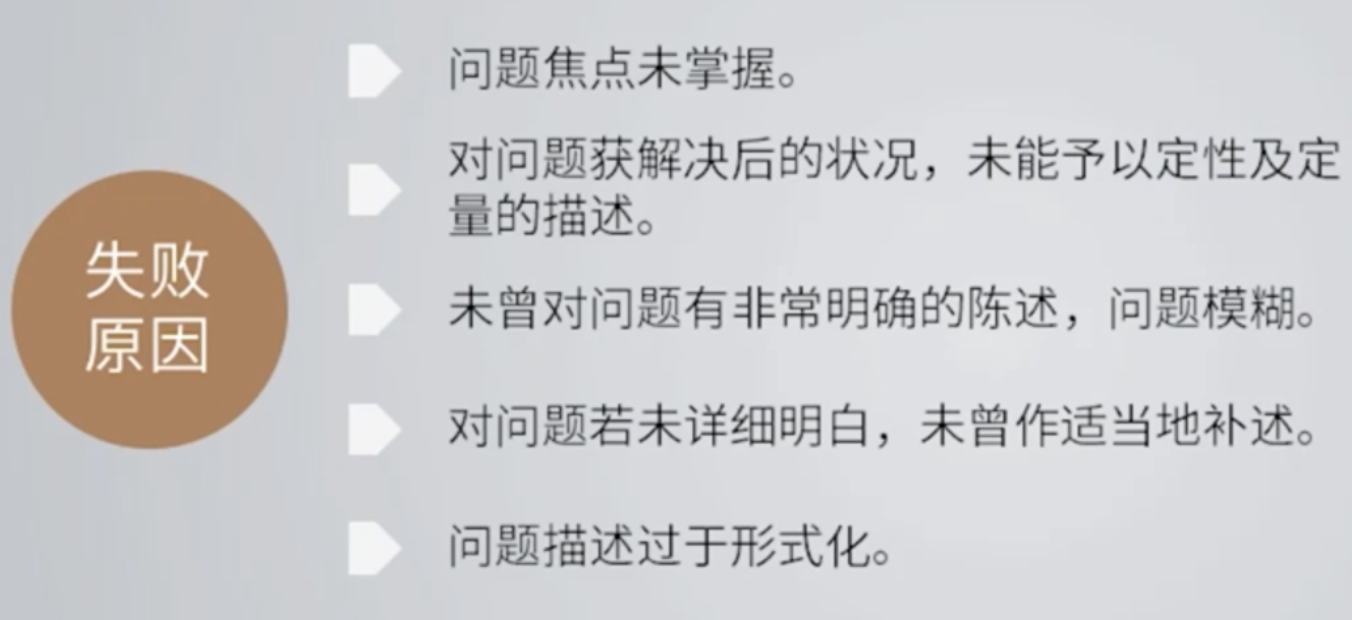 失败
原因
问题焦点未掌握。
对问题获解决后的状况，未能予以定性及定
量的描述。
未曾对问题有非常明确的陈述，问题模糊。
对问题若未详细明白，未曾作适当地补述。
问题描述过于形式化。